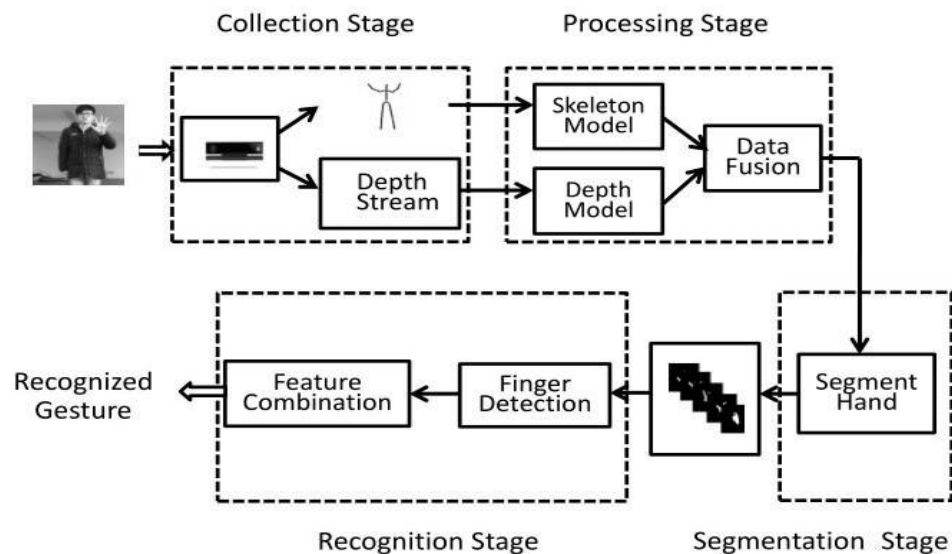 Collection Stage
Processing Stage
Skeleton
Model
Data
Fusion
Depth
Stream
Depth
Model
Recognized
Gesture
Feature
Combination
Finger
Detection
Segment
Hand
Recognition Stage
Segmentation Stage